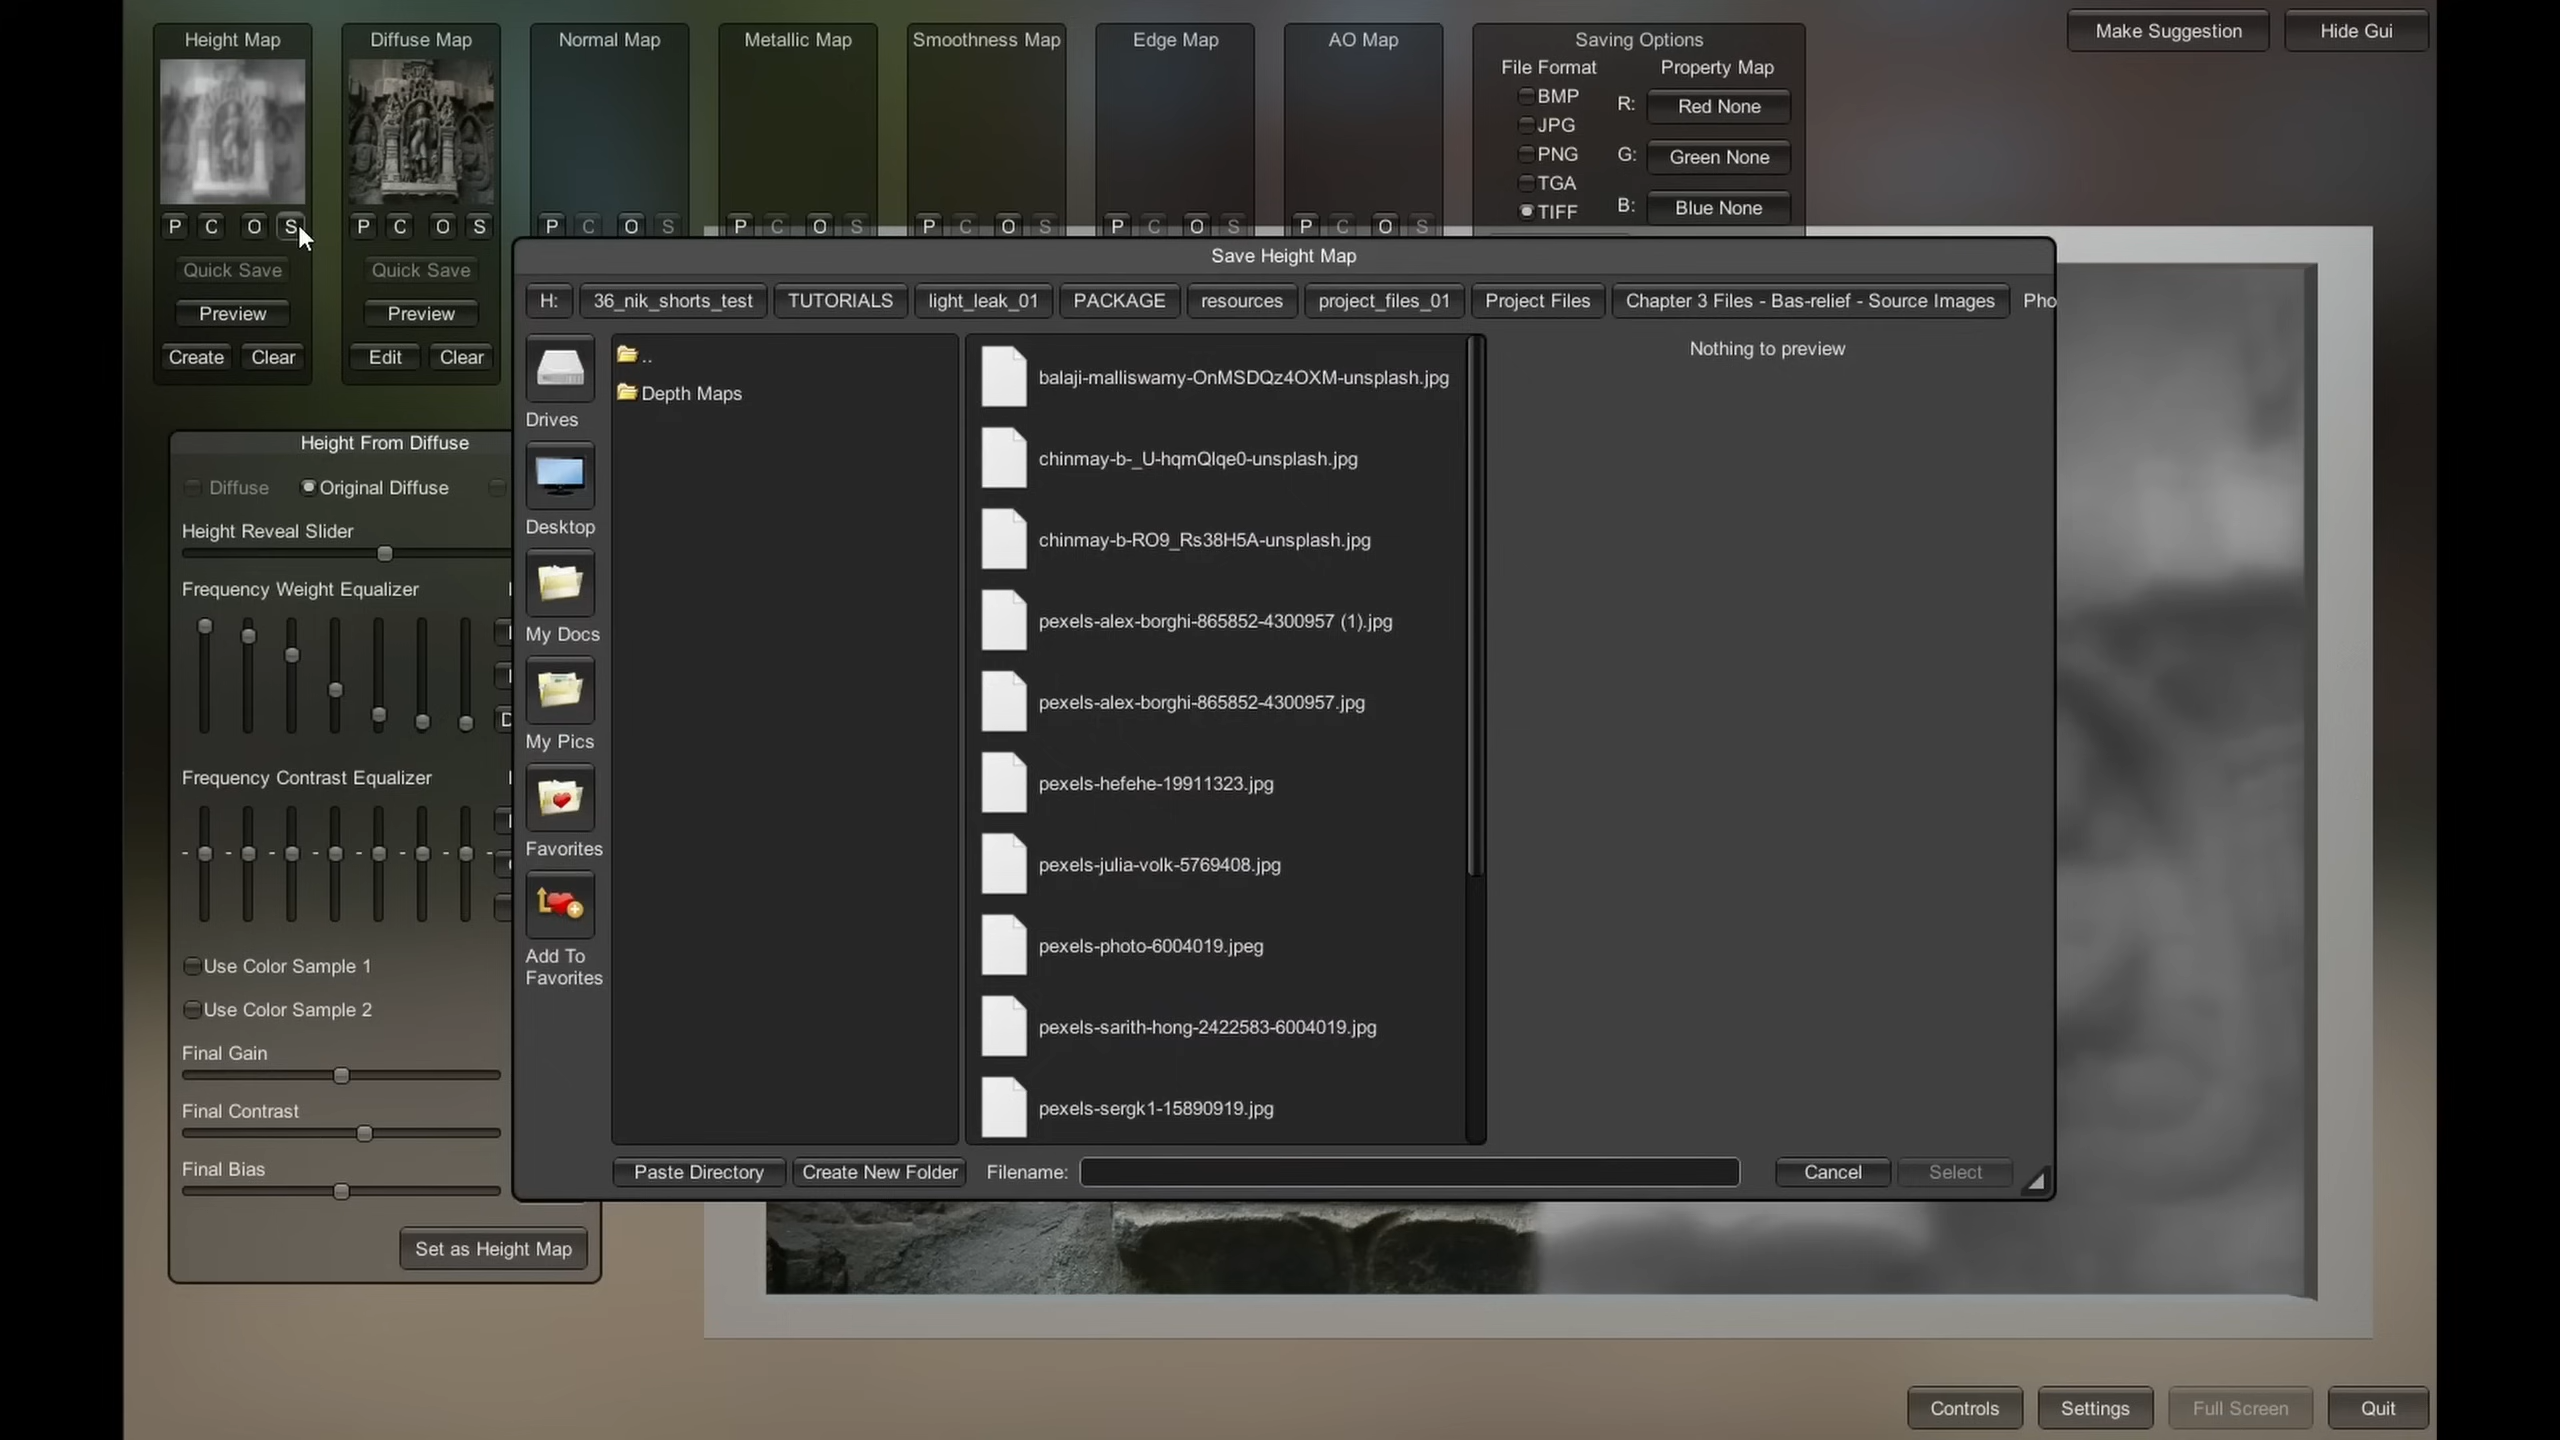 Height Map
Diffuse Map
Normal Map
Metallic Map
Smoothness Map
Edge Map
AO Map
Saving Options
Make Suggestion
Hide Gui
File Format
Property Map
BMP
JPG
PNG
TGA
TIFF
R: Red None
G: Green None
B: Blue None
P C O S
P C O S
P C O S
P C O S
P C O S
P C O S
P C O S
Quick Save
Quick Save
Preview
Preview
Create Clear
Edit Clear
Save Height Map
H: 36_nik_shorts_test TUTORIALS light_leak_01 PACKAGE resources project_files_01 Project Files Chapter 3 Files - Bas-relief - Source Images Pho
Drives
Desktop
My Docs
My Pics
Favorites
Add To
Favorites
..
Depth Maps
balaji-malliswamy-OnMSDQz4OXM-unsplash.jpg
chinmay-b-_U-hqmQlqe0-unsplash.jpg
chinmay-b-RO9_Rs38H5A-unsplash.jpg
pexels-alex-borghi-865852-4300957 (1).jpg
pexels-alex-borghi-865852-4300957.jpg
pexels-hefehe-19911323.jpg
pexels-julia-volk-5769408.jpg
pexels-photo-6004019.jpeg
pexels-sarith-hong-2422583-6004019.jpg
pexels-sergk1-15890919.jpg
Nothing to preview
Paste Directory
Create New Folder
Filename:
Cancel
Select
Height From Diffuse
Diffuse
Original Diffuse
Height Reveal Slider
Frequency Weight Equalizer
D
Frequency Contrast Equalizer
Use Color Sample 1
Use Color Sample 2
Final Gain
Final Contrast
Final Bias
Set as Height Map
Controls
Settings
Full Screen
Quit